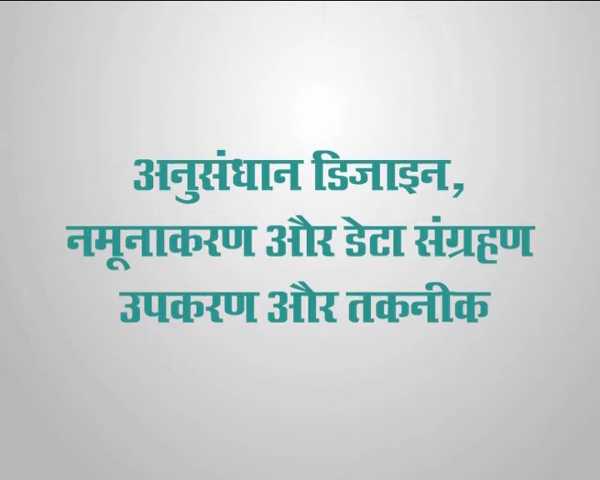 अनुसंधान डिजाइन,
नमूनाकरण और डेटा संग्रहण
उपकरण और तकनीक